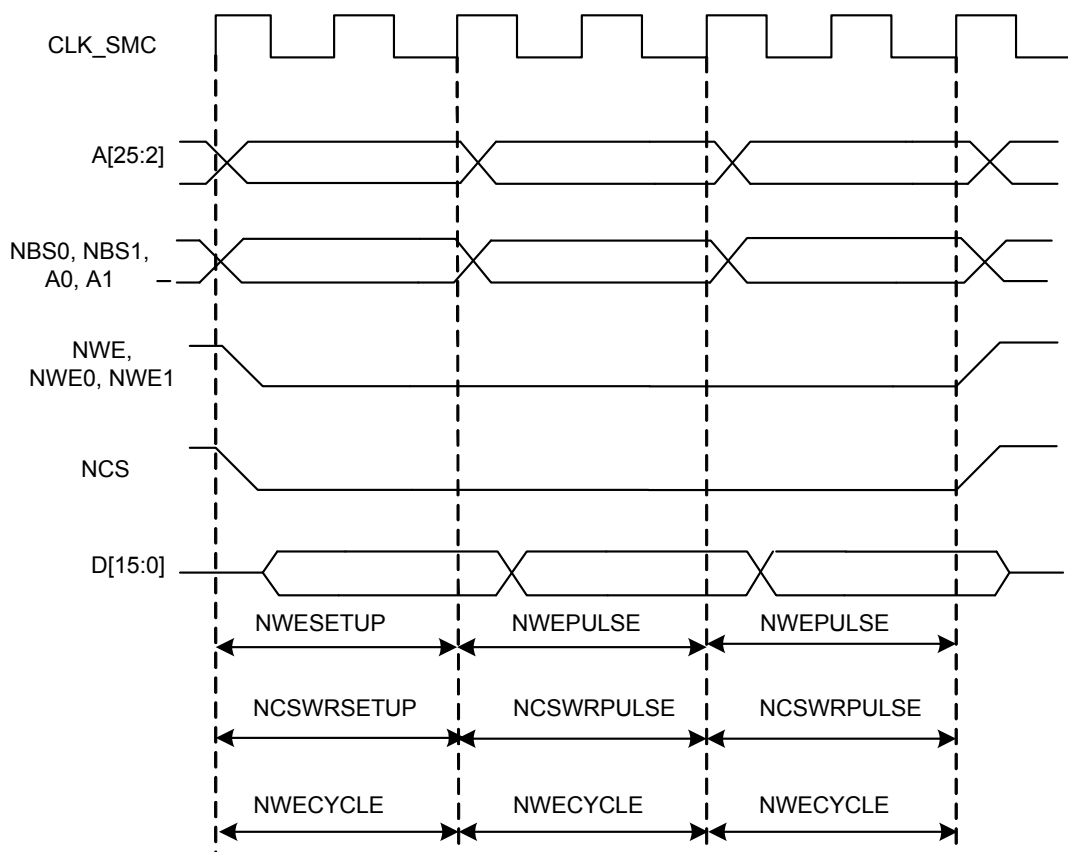 CLK_SMC
A[25:2]
NBS0, NBS1,
A0, A1
NWE,
NWE0, NWE1
NCS
D[15:0]
NWESETUP NWEPULSE NWEPULSE
NCSWRSETUP NCSWRPULSE NCSWRPULSE
NWECYCLE NWECYCLE NWECYCLE